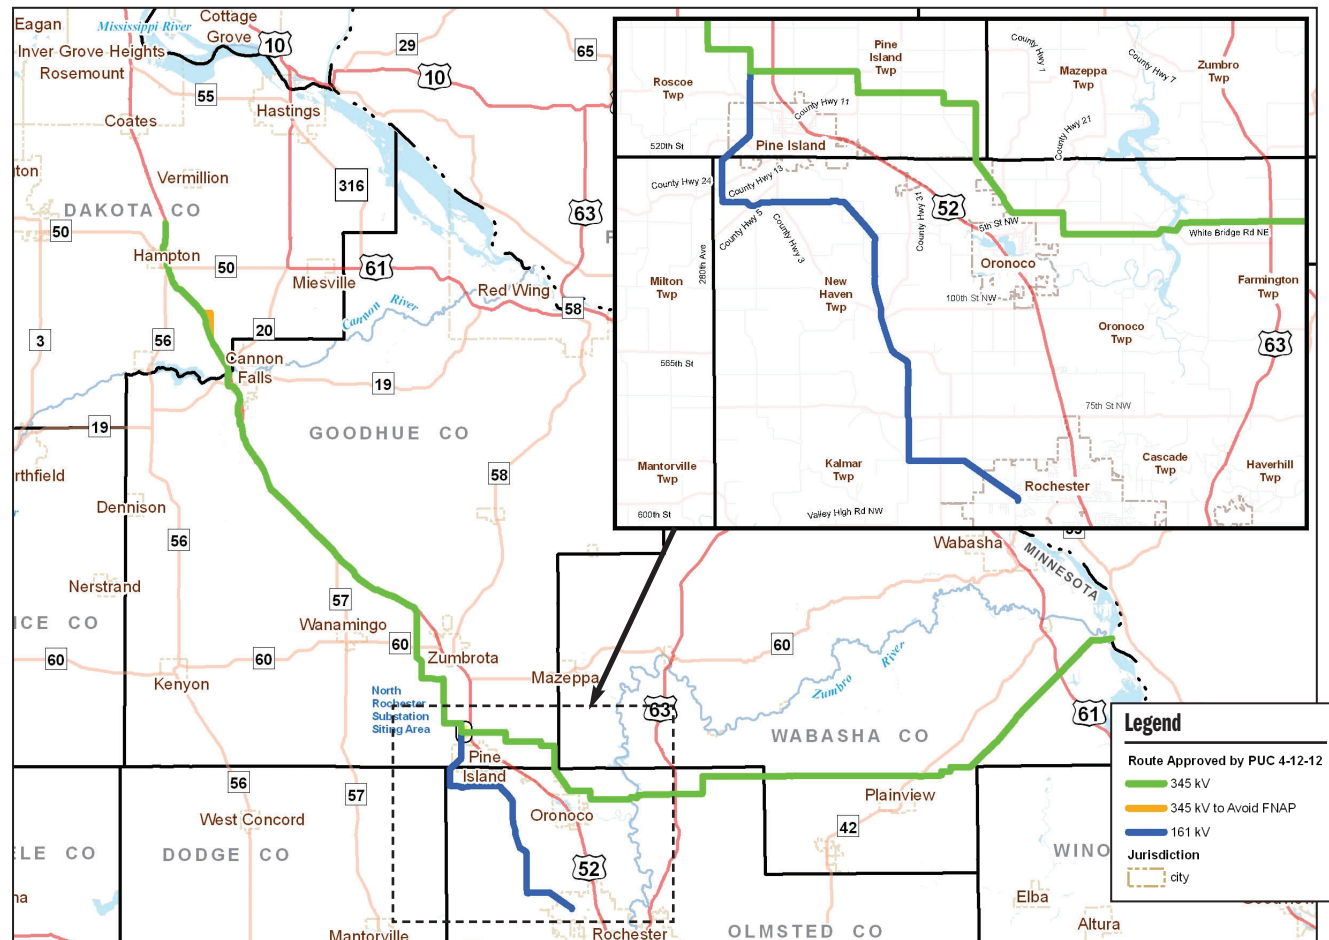 Eagan
Mississippi River
Cottage
Grove
10
29
65
Inver Grove Heights
Rosemount
10
55
Hastings
Coates
ton
Vermillion
316
DAKOTA CO
63
50
Hampton
50
61
Miesville
Red Wing
58
Cannon River
20
3
56
Cannon
Falls
19
19
GOODHUE CO
rthfield
58
Dennison
56
Nerstrand
57
ICE CO
Wanamingo
60
60
60
Zumbrota
Kenyon
Mazeppa
60
Zumbro River
63
WABASHA CO
Wabasha
MINNESOTA
61
North
Rochester
Substation
Siting Area
Pine
Island
56
57
Oronoco
Plainview
42
West Concord
ELE CO
DODGE CO
52
WINO
na
Elba
Altura
Mantorville
Rochester
OLMSTED CO
Roscoe
Twp
Pine
Island
Twp
County Hwy 1
Mazeppa
Twp
County Hwy 7
Zumbro
Twp
County Hwy 11
County Hwy 21
520th St
Pine Island
County Hwy 24
County Hwy 13
County Hwy 5
County Hwy 3
County Hwy 31
52
5th St NW
White Bridge Rd NE
280th Ave
Oronoco
Milton
Twp
New
Haven
Twp
100th St NW
Farmington
Twp
Oronoco
Twp
63
565th St
75th St NW
Mantorville
Twp
Kalmar
Twp
Cascade
Twp
Haverhill
Twp
Rochester
600th St
Valley High Rd NW
Legend
Route Approved by PUC 4-12-12
345 kV
345 kV to Avoid FNAP
161 kV
Jurisdiction
city